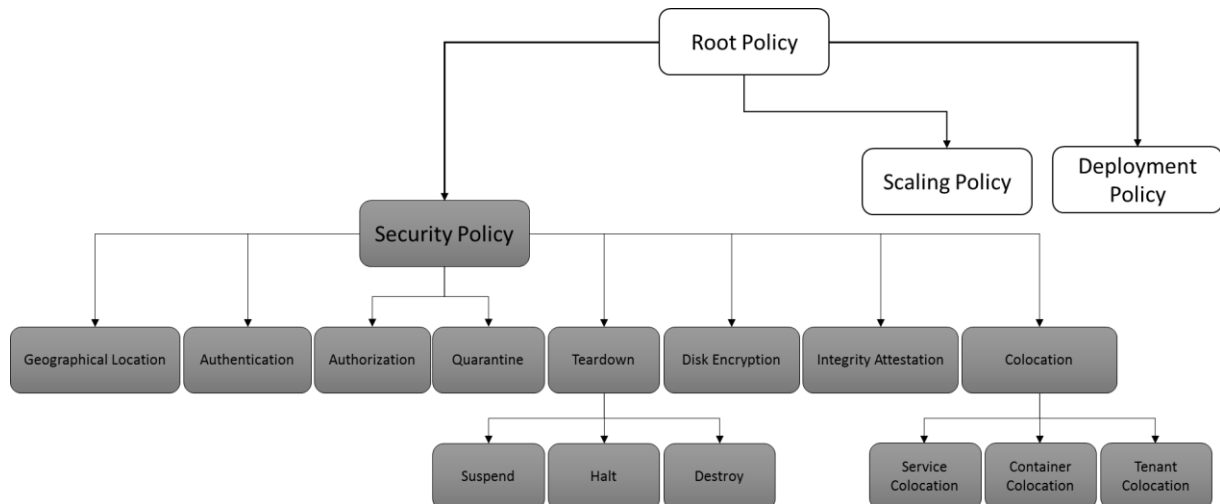 Root Policy
Scaling Policy
Deployment
Policy
Security Policy
Geographical Location
Authentication
Authorization
Quarantine
Teardown
Disk Encryption
Integrity Attestation
Colocation
Suspend
Halt
Destroy
Service
Colocation
Container
Colocation
Tenant
Colocation